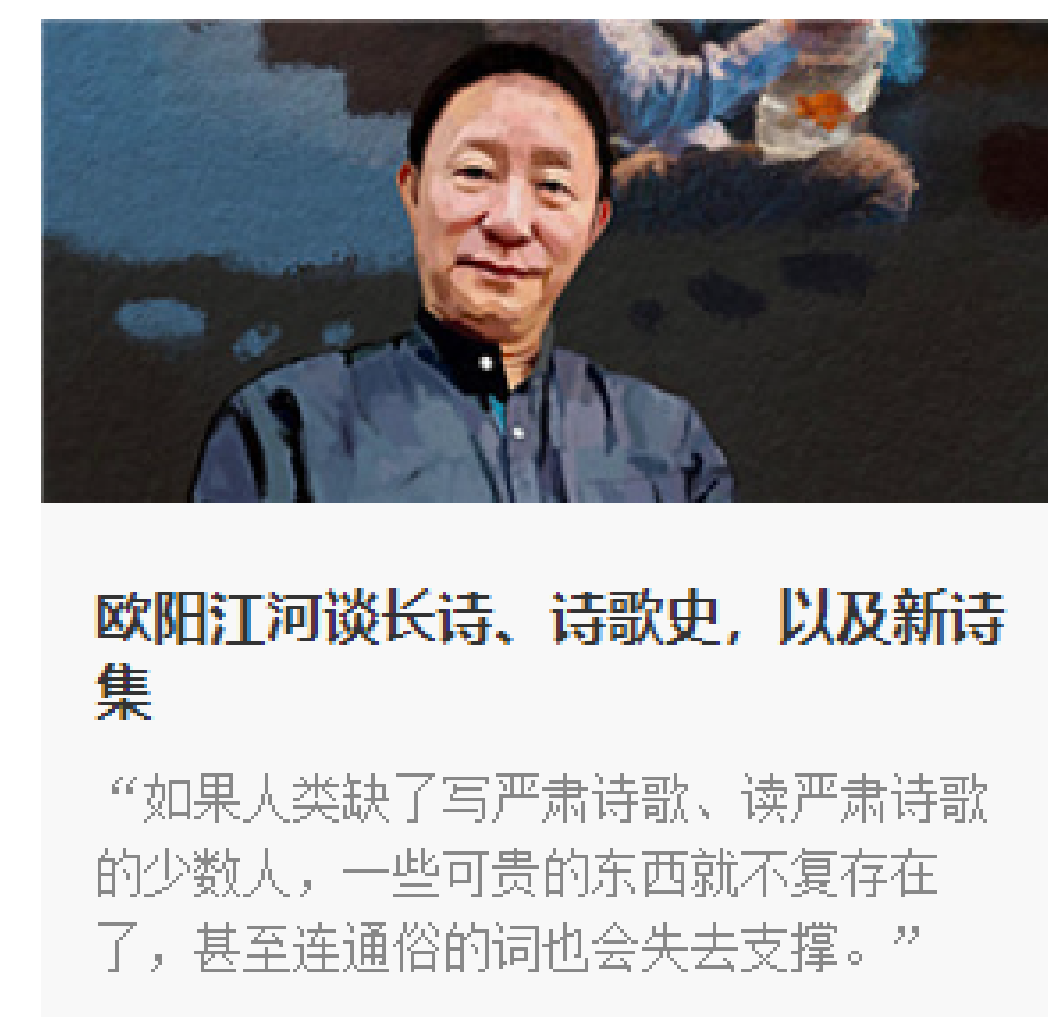 欧阳江河谈长诗、诗歌史，以及新诗
集
“如果人类缺了写严肃诗歌、读严肃诗歌
的少数人，一些可贵的东西就不复存在
了，甚至连通俗的词也会失去支撑。”